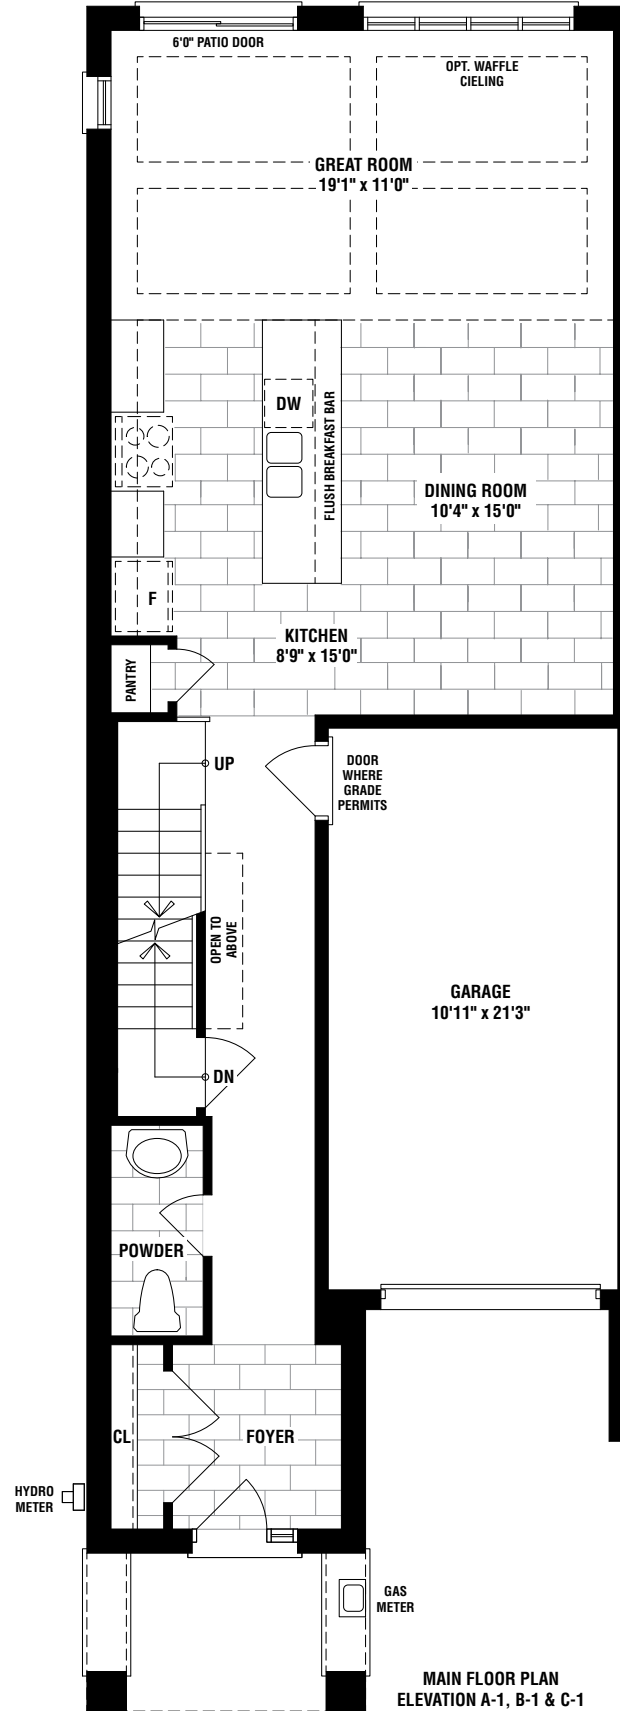 6'0" PATIO DOOR
OPT. WAFFLE
CIELING
GREAT ROOM
19'1" x 11'0"
DW
FLUSH BREAKFAST BAR
DINING ROOM
10'4" x 15'0"
F
KITCHEN
8'9" x 15'0"
PANTRY
UP
DOOR
WHERE
GRADE
PERMITS
OPEN TO
ABOVE
GARAGE
10'11" x 21'3"
DN
POWDER
CL
FOYER
HYDRO
METER
GAS
METER
MAIN FLOOR PLAN
ELEVATION A-1, B-1 & C-1